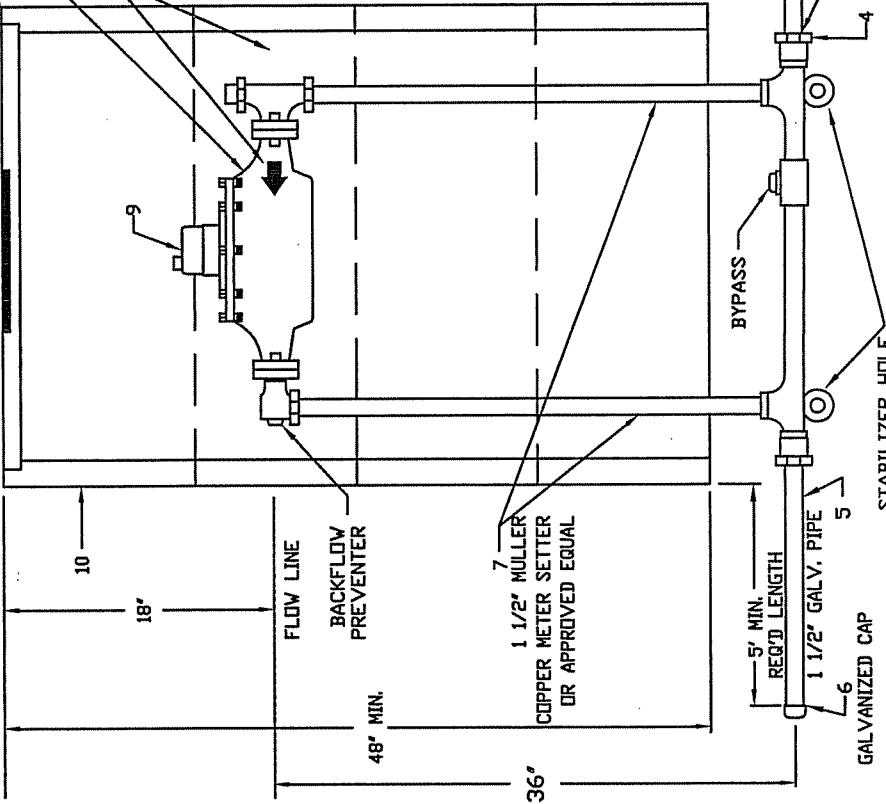 9
10
18"
FLOW LINE
BACKFLOW
PREVENTER
48" MIN.
36"
7
1 1/2" MULLER
COPPER METER SETTER
OR APPROVED EQUAL
BYPASS
4
5' MIN.
REQ'D LENGTH
1 1/2" GALV. PIPE
5
6
GALVANIZED CAP
STABILIZER HOLE